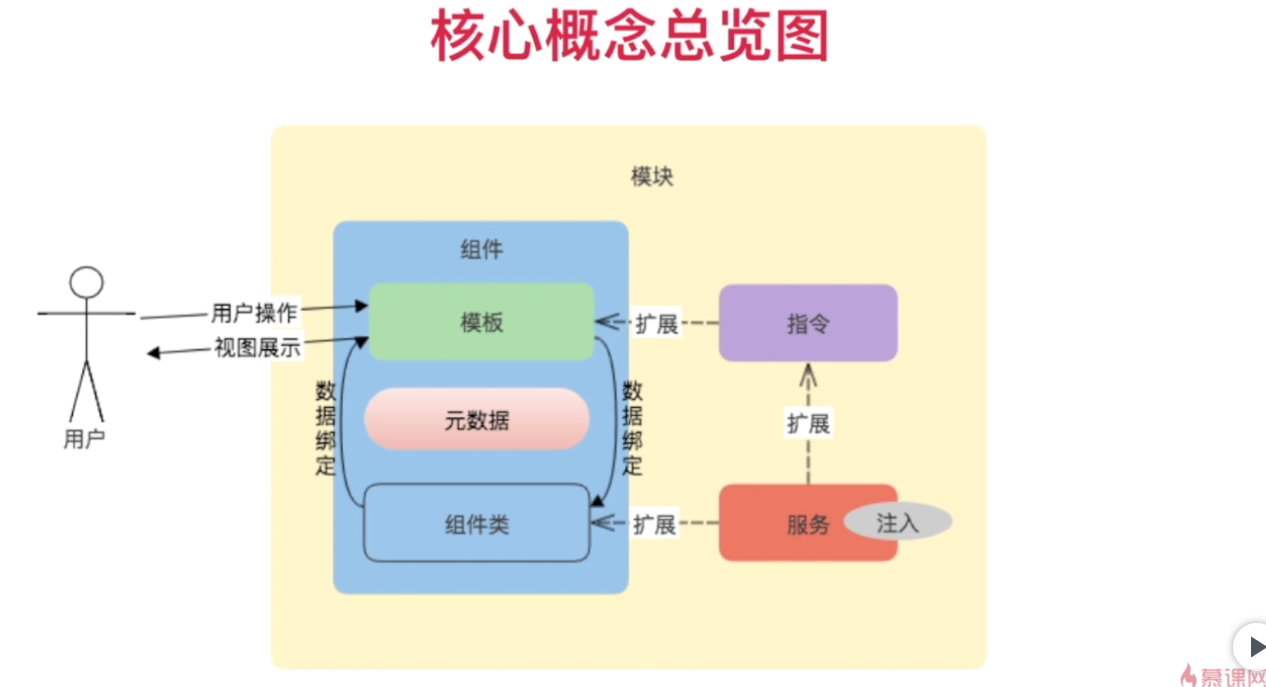 核心概念总览图
模块
组件
用户操作
模板
扩展
指令
视图展示
数据绑定
数据绑定
元数据
扩展
用户
组件类
扩展
服务
注入
慕课网